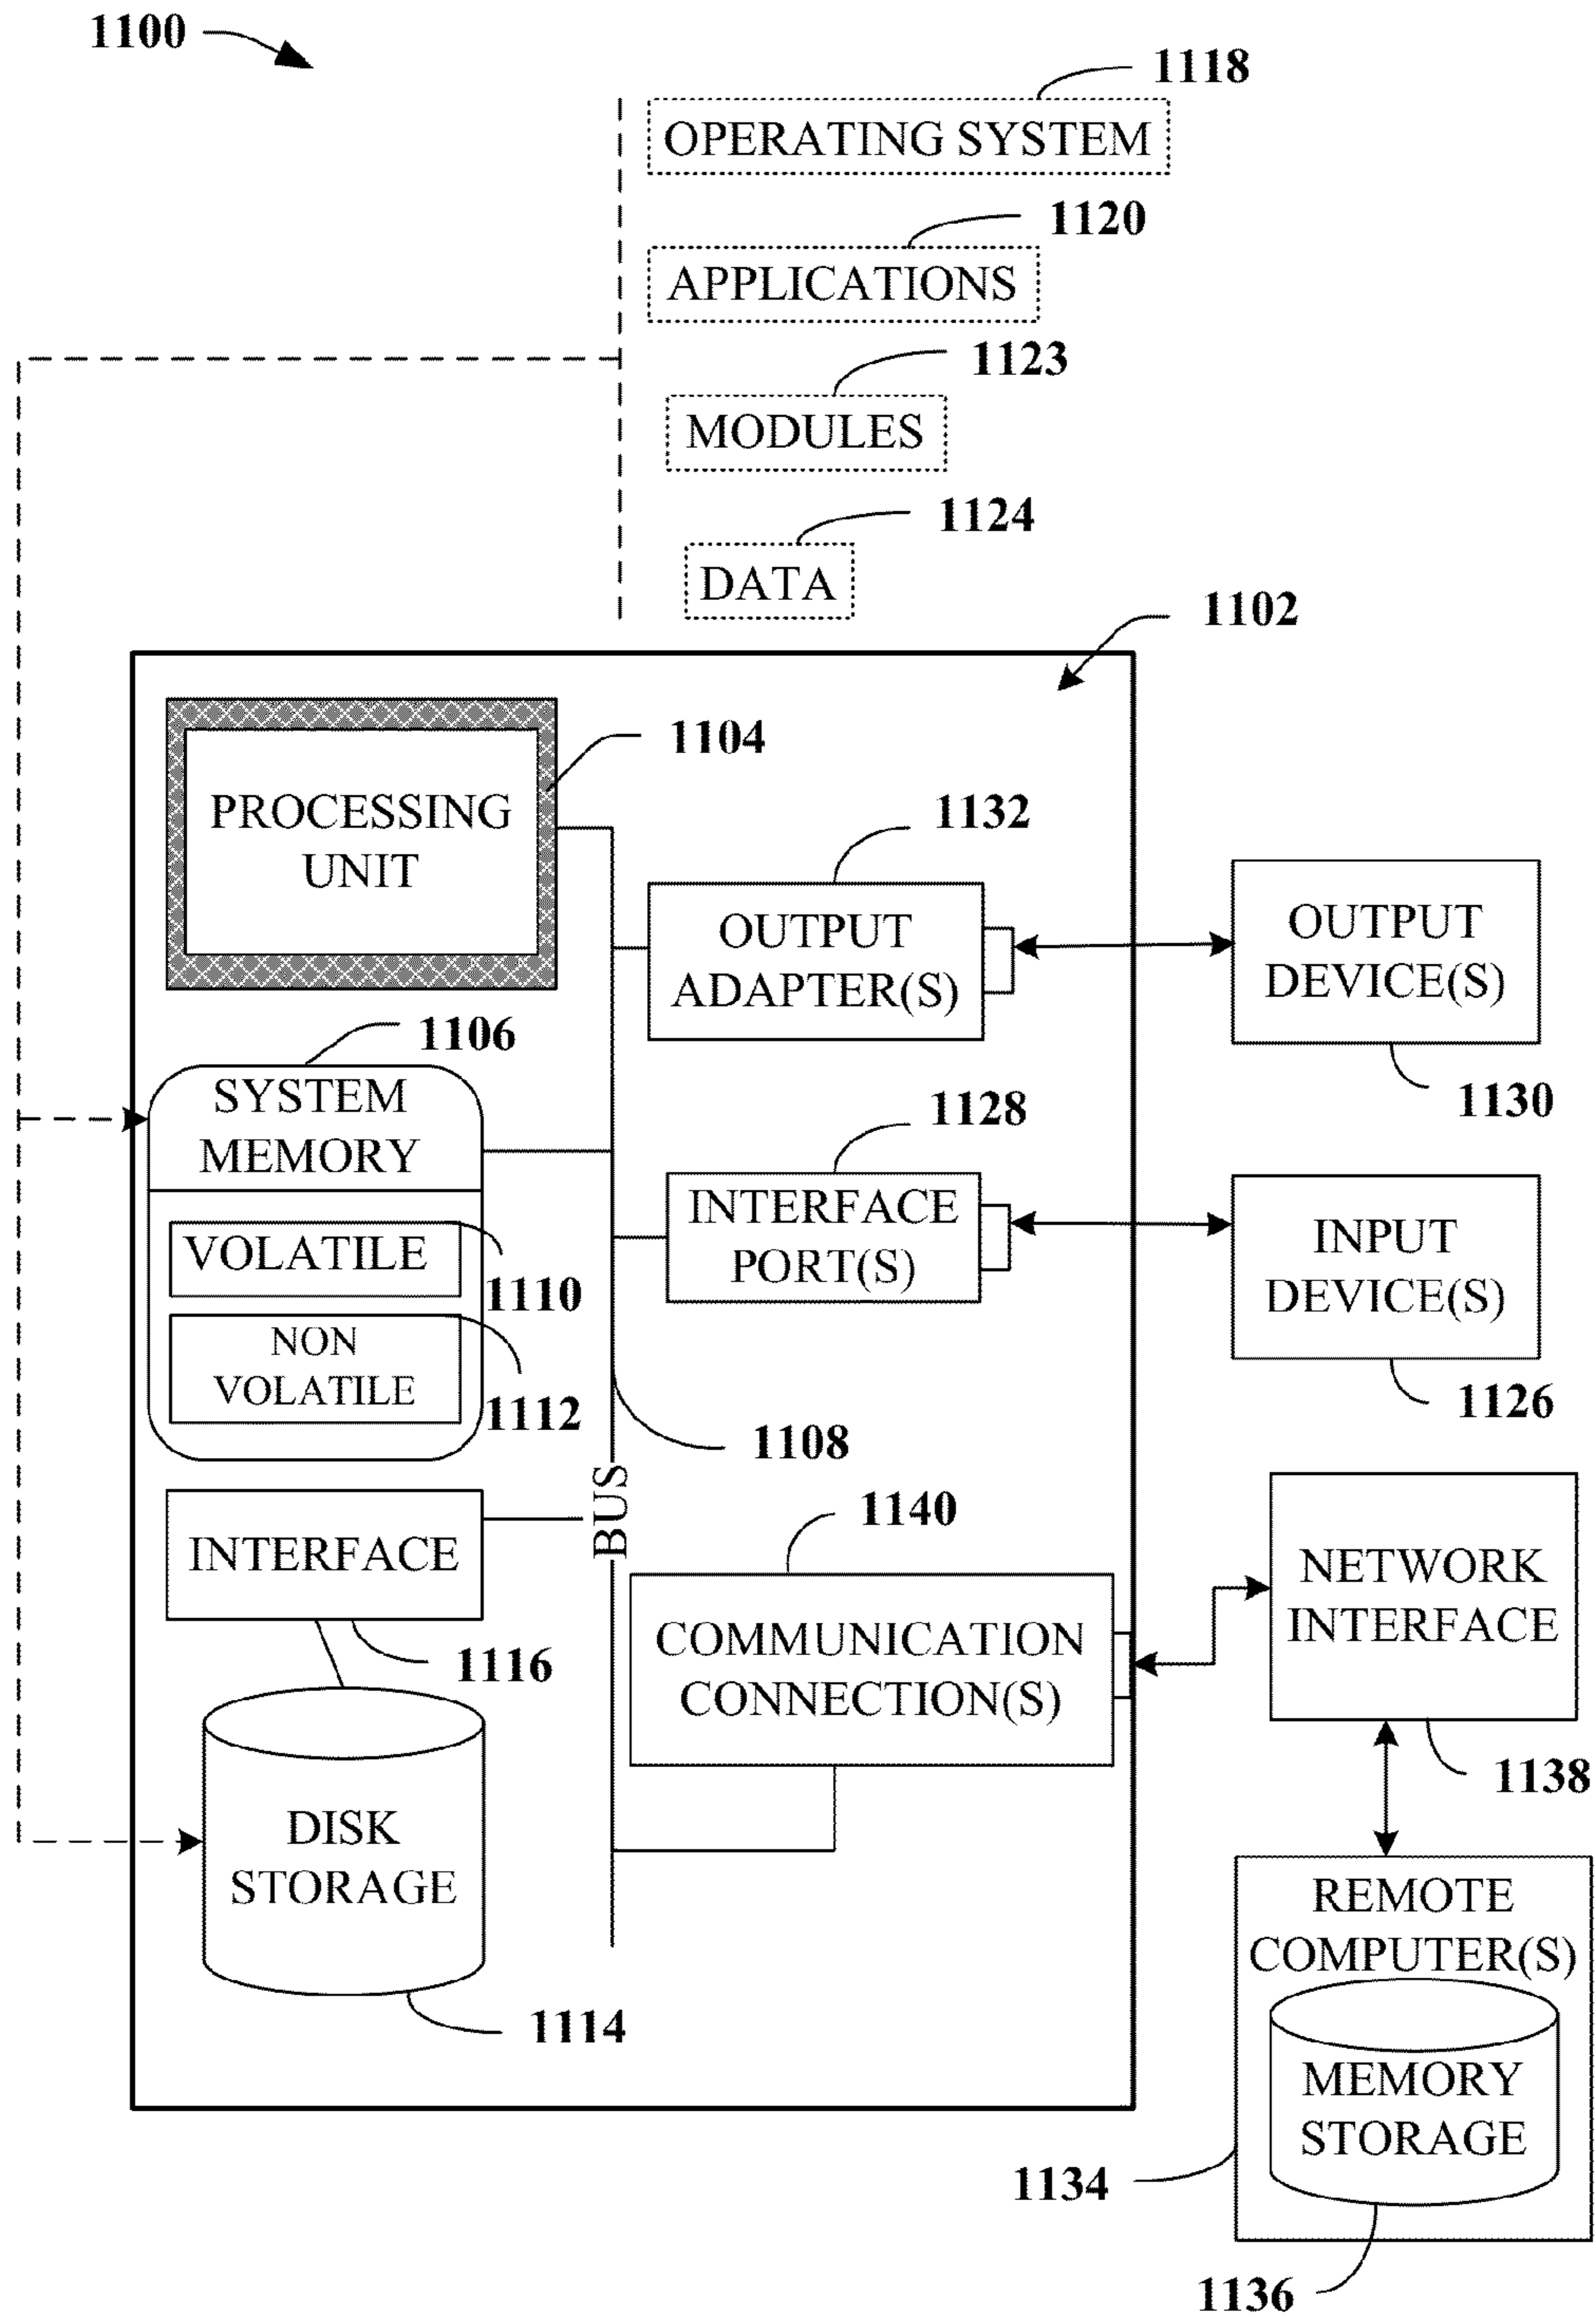 1100
1118
OPERATING SYSTEM
1120
APPLICATIONS
1123
MODULES
1124
DATA
1102
1104
PROCESSING
UNIT
1132
OUTPUT
ADAPTER(S)
OUTPUT
DEVICE(S)
1130
1106
SYSTEM
MEMORY
1128
INTERFACE
PORT(S)
INPUT
DEVICE(S)
1126
VOLATILE
1110
NON
VOLATILE
1112
1108
BUS
INTERFACE
1116
1140
COMMUNICATION
CONNECTION(S)
NETWORK
INTERFACE
1138
DISK
STORAGE
1114
REMOTE
COMPUTER(S)
MEMORY
STORAGE
1134
1136